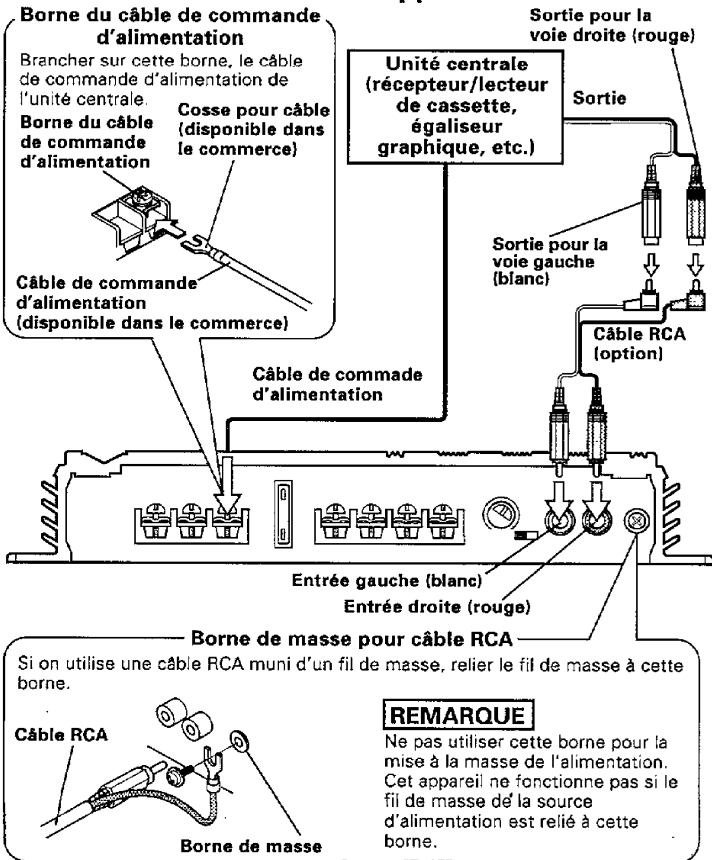 Borne du câble de commande
d'alimentation
Brancher sur cette borne, le câble
de commande d'alimentation de
l'unité centrale.
Borne du câble
de commande
d'alimentation
Cosse pour câble
(disponible dans
le commerce)
Câble de commande
d'alimentation
(disponible dans le commerce)
Unité centrale
(récepteur/lecteur
de cassette,
égaliseur
graphique, etc.)
Sortie pour la
voie droite (rouge)
Sortie
Sortie pour la
voie gauche
(blanc)
Câble RCA
(option)
Câble de commade
d'alimentation
Entrée gauche (blanc)
Entrée droite (rouge)
Borne de masse pour câble RCA
Si on utilise une câble RCA muni d'un fil de masse, relier le fil de masse à cette
borne.
Câble RCA
Borne de masse
REMARQUE
Ne pas utiliser cette borne pour la
mise à la masse de l'alimentation.
Cet appareil ne fonctionne pas si le
fil de masse de la source
d'alimentation est relié à cette
borne.